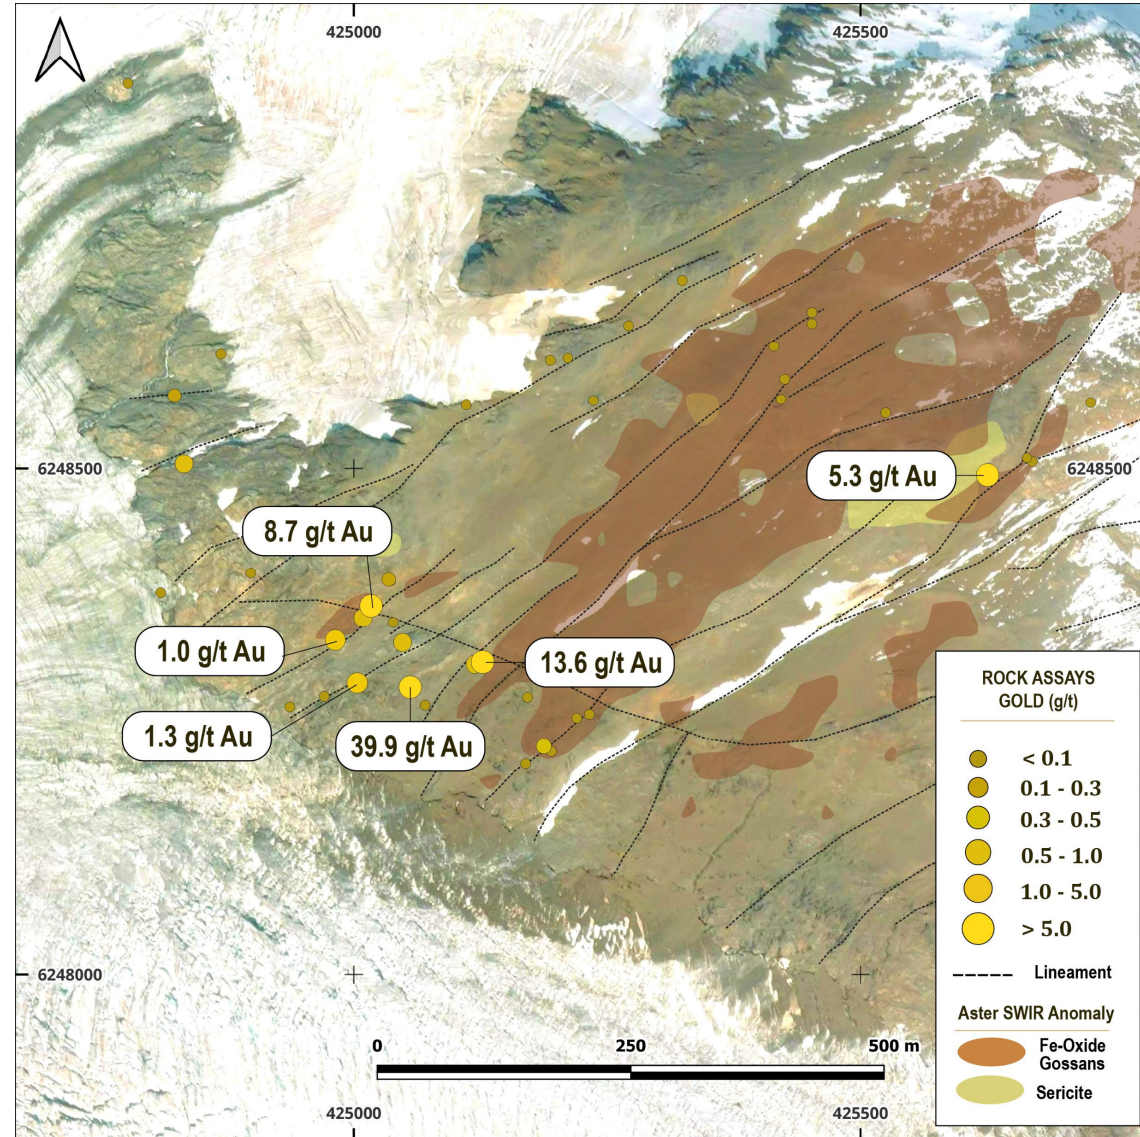 425000
425500
6248500
6248500
5.3 g/t Au
8.7 g/t Au
1.0 g/t Au
13.6 g/t Au
1.3 g/t Au
39.9 g/t Au
ROCK ASSAYS
GOLD (g/t)
< 0.1
0.1 - 0.3
0.3 - 0.5
0.5 - 1.0
1.0 - 5.0
> 5.0
Lineament
Aster SWIR Anomaly
Fe-Oxide
Gossans
Sericite
6248000
0
250
500 m
425000
425500